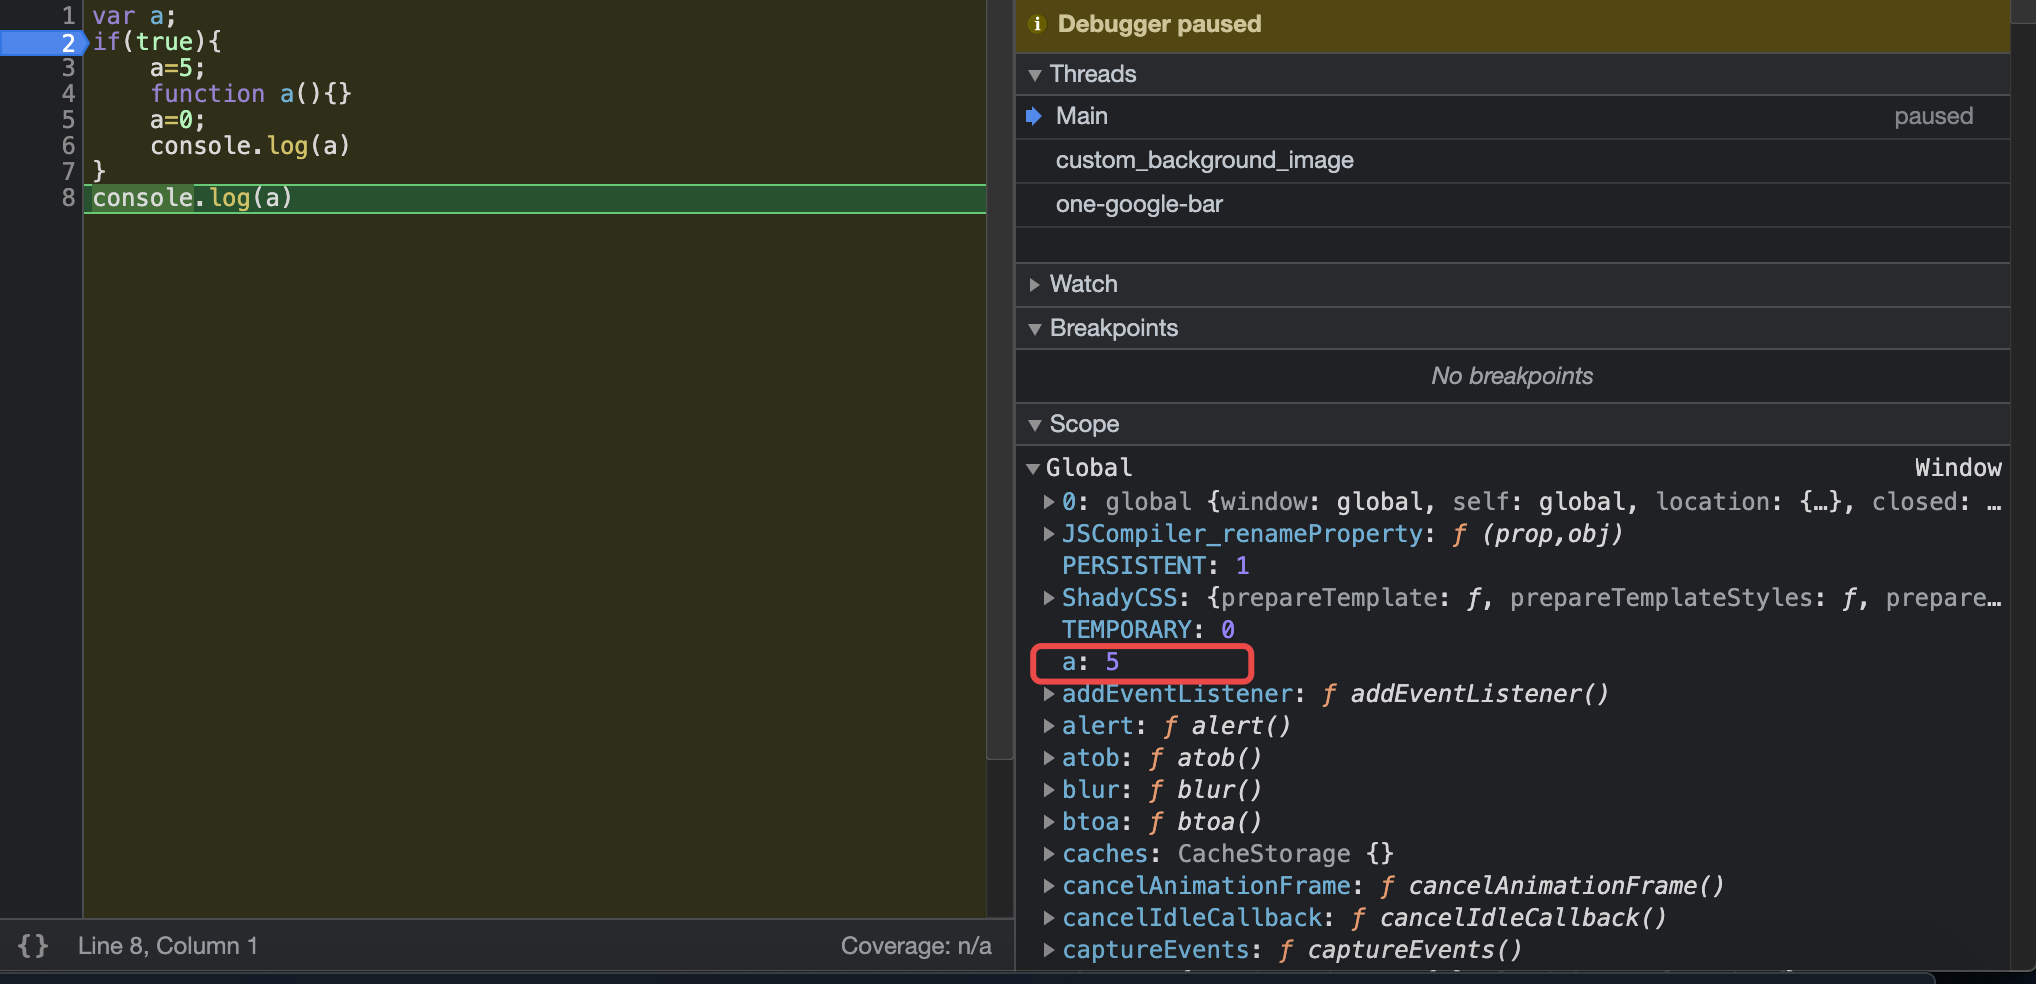 1 var a;
2 if(true){
3 a=5;
4 function a(){}
5 a=0;
6 console.log(a)
7 }
8 console.log(a)
{} Line 8, Column 1
Coverage: n/a
Debugger paused
Threads
Main paused
custom_background_image
one-google-bar
Watch
Breakpoints
No breakpoints
Scope
Global Window
0: global {window: global, self: global, location: {…}, closed: …
JSCompiler_renameProperty: ƒ (prop,obj)
PERSISTENT: 1
ShadyCSS: {prepareTemplate: ƒ, prepareTemplateStyles: ƒ, prepare…
TEMPORARY: 0
a: 5
addEventListener: ƒ addEventListener()
alert: ƒ alert()
atob: ƒ atob()
blur: ƒ blur()
btoa: ƒ btoa()
caches: CacheStorage {}
cancelAnimationFrame: ƒ cancelAnimationFrame()
cancelIdleCallback: ƒ cancelIdleCallback()
captureEvents: ƒ captureEvents()